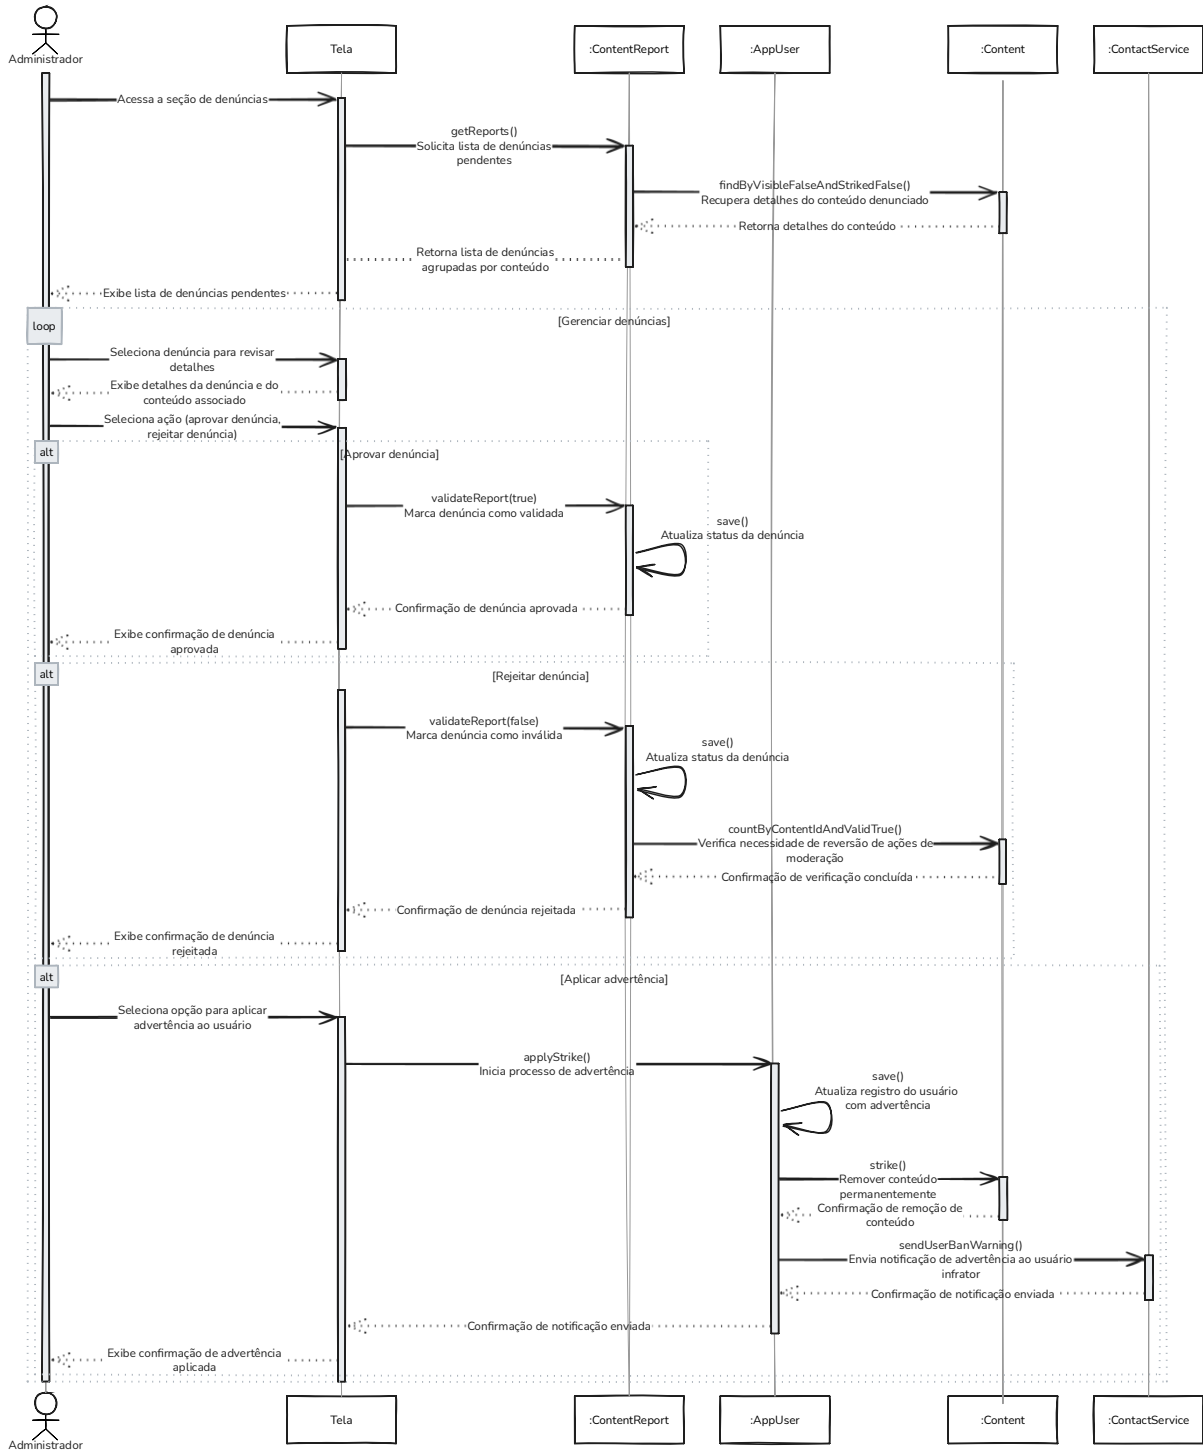 Administrador
Tela
:ContentReport
:AppUser
:Content
:ContactService
Acessa a seção de denúncias
getReports()
Solicita lista de denúncias
pendentes
findByVisibleFalseAndStrikedFalse()
Recupera detalhes do conteúdo denunciado
Retorna detalhes do conteúdo
Retorna lista de denúncias
agrupadas por conteúdo
Exibe lista de denúncias pendentes
loop
[Gerenciar denúncias]
Seleciona denúncia para revisar
detalhes
Exibe detalhes da denúncia e do
conteúdo associado
Seleciona ação (aprovar denúncia,
rejeitar denúncia)
alt
[Aprovar denúncia]
validateReport(true)
Marca denúncia como validada
save()
Atualiza status da denúncia
Confirmação de denúncia aprovada
Exibe confirmação de denúncia
aprovada
alt
[Rejeitar denúncia]
validateReport(false)
Marca denúncia como inválida
save()
Atualiza status da denúncia
countByContentIdAndValidTrue()
Verifica necessidade de reversão de ações de
moderação
Confirmação de verificação concluída
Confirmação de denúncia rejeitada
Exibe confirmação de denúncia
rejeitada
alt
[Aplicar advertência]
Seleciona opção para aplicar
advertência ao usuário
applyStrike()
Inicia processo de advertência
save()
Atualiza registro do usuário
com advertência
strike()
Remover conteúdo
permanentemente
Confirmação de remoção de
conteúdo
sendUserBanWarning()
Envia notificação de advertência ao usuário
infrator
Confirmação de notificação enviada
Confirmação de notificação enviada
Exibe confirmação de advertência
aplicada
Administrador
Tela
:ContentReport
:AppUser
:Content
:ContactService